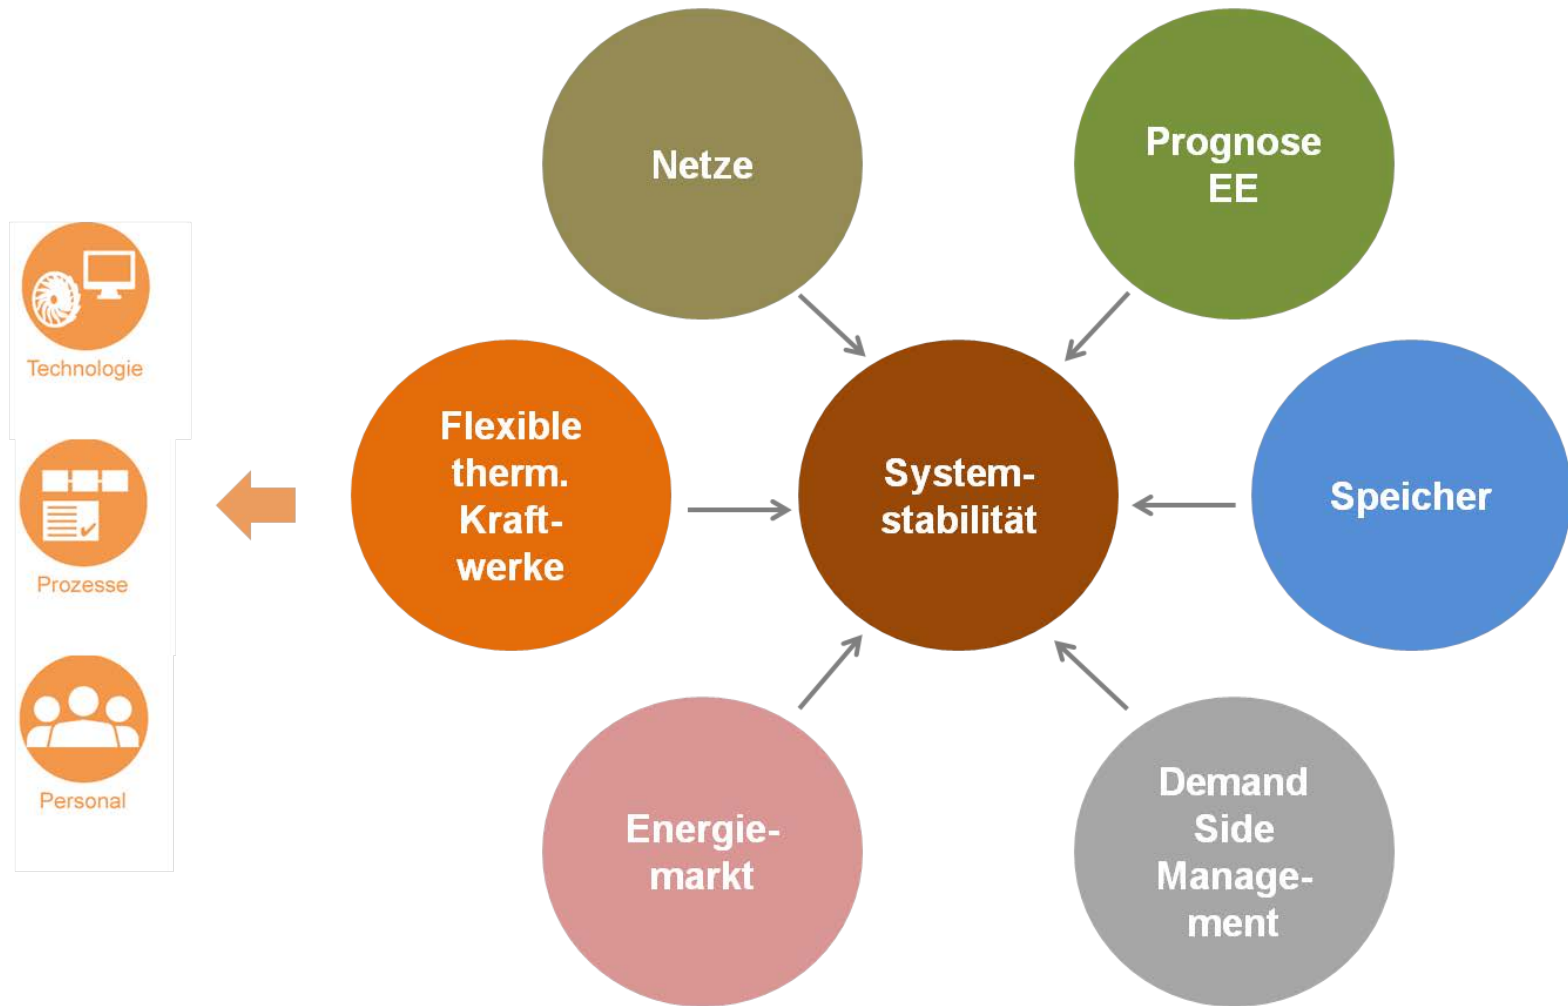 Netze
Prognose
EE
Technologie
Prozesse
Personal
Flexible
therm.
Kraft-
werke
System-
stabilität
Speicher
Energie-
markt
Demand
Side
Manage-
ment